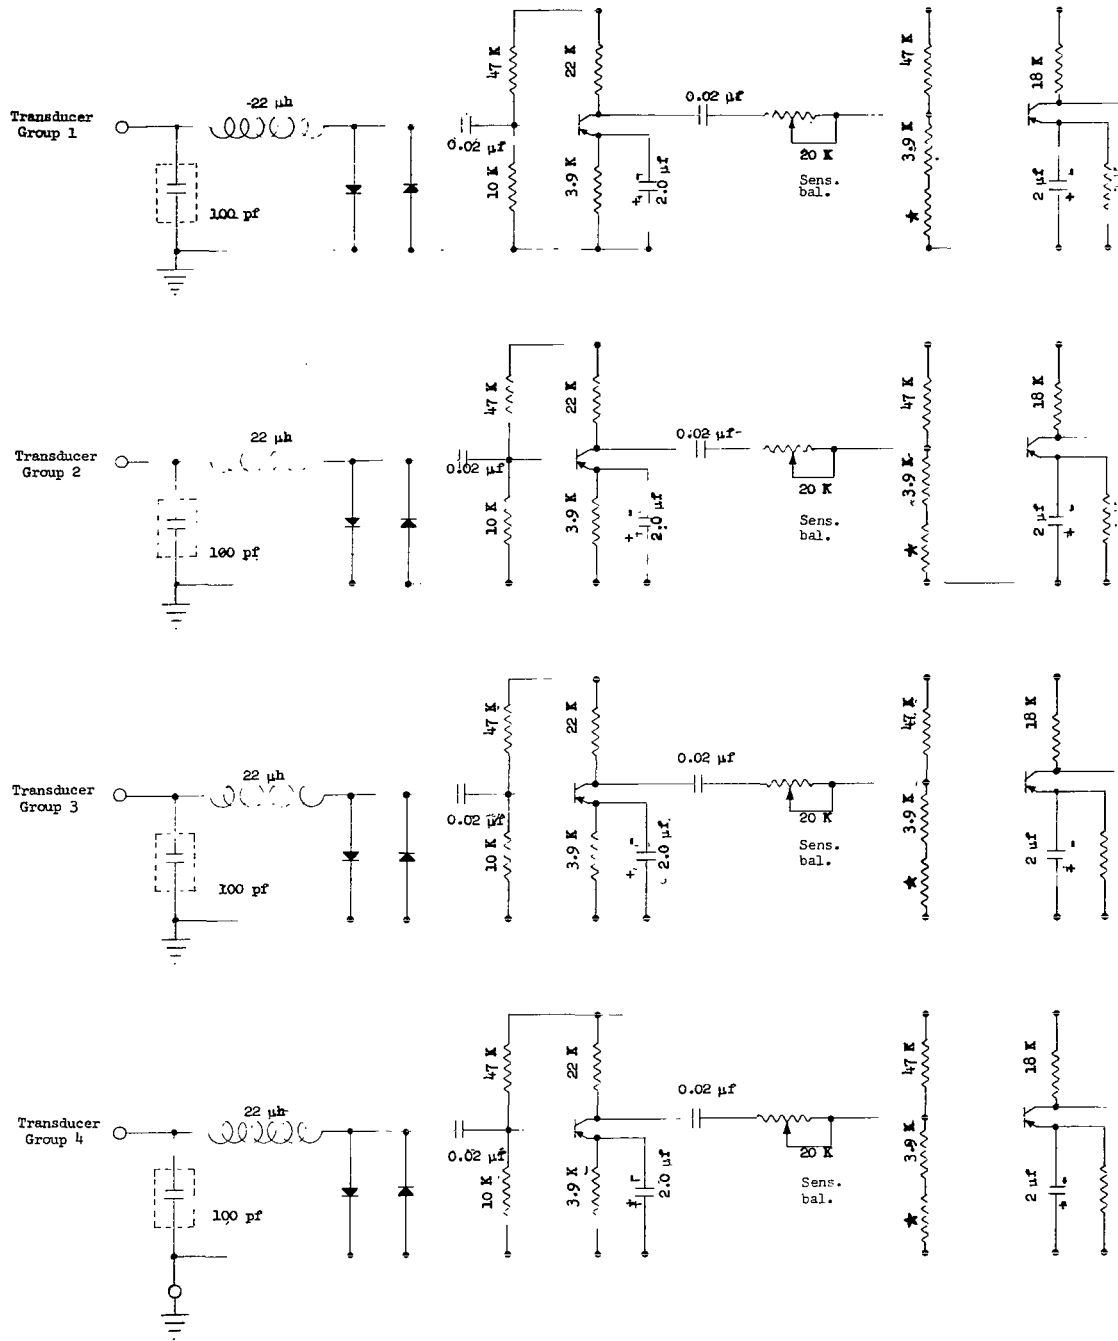 47 K
22 K
47 K
18 K
-22 µh
0.02 µf
Transducer
Group 1
0.02 µf
3.9 K
20 K
10 K
3.9 K
2.0 µf
Sens.
bal.
2 µf
100 pf
47 K
22 K
47 K
18 K
22 µh
0.02 µf
Transducer
Group 2
0.02 µf
3.9 K
20 K
10 K
3.9 K
2.0 µf
Sens.
bal.
2 µf
100 pf
47 K
22 K
47 K
18 K
22 µh
0.02 µf
Transducer
Group 3
0.02 µf
3.9 K
20 K
10 K
3.9 K
2.0 µf
Sens.
bal.
2 µf
100 pf
47 K
22 K
47 K
18 K
22 µh
0.02 µf
Transducer
Group 4
0.02 µf
3.9 K
20 K
10 K
3.9 K
2.0 µf
Sens.
bal.
2 µf
100 pf